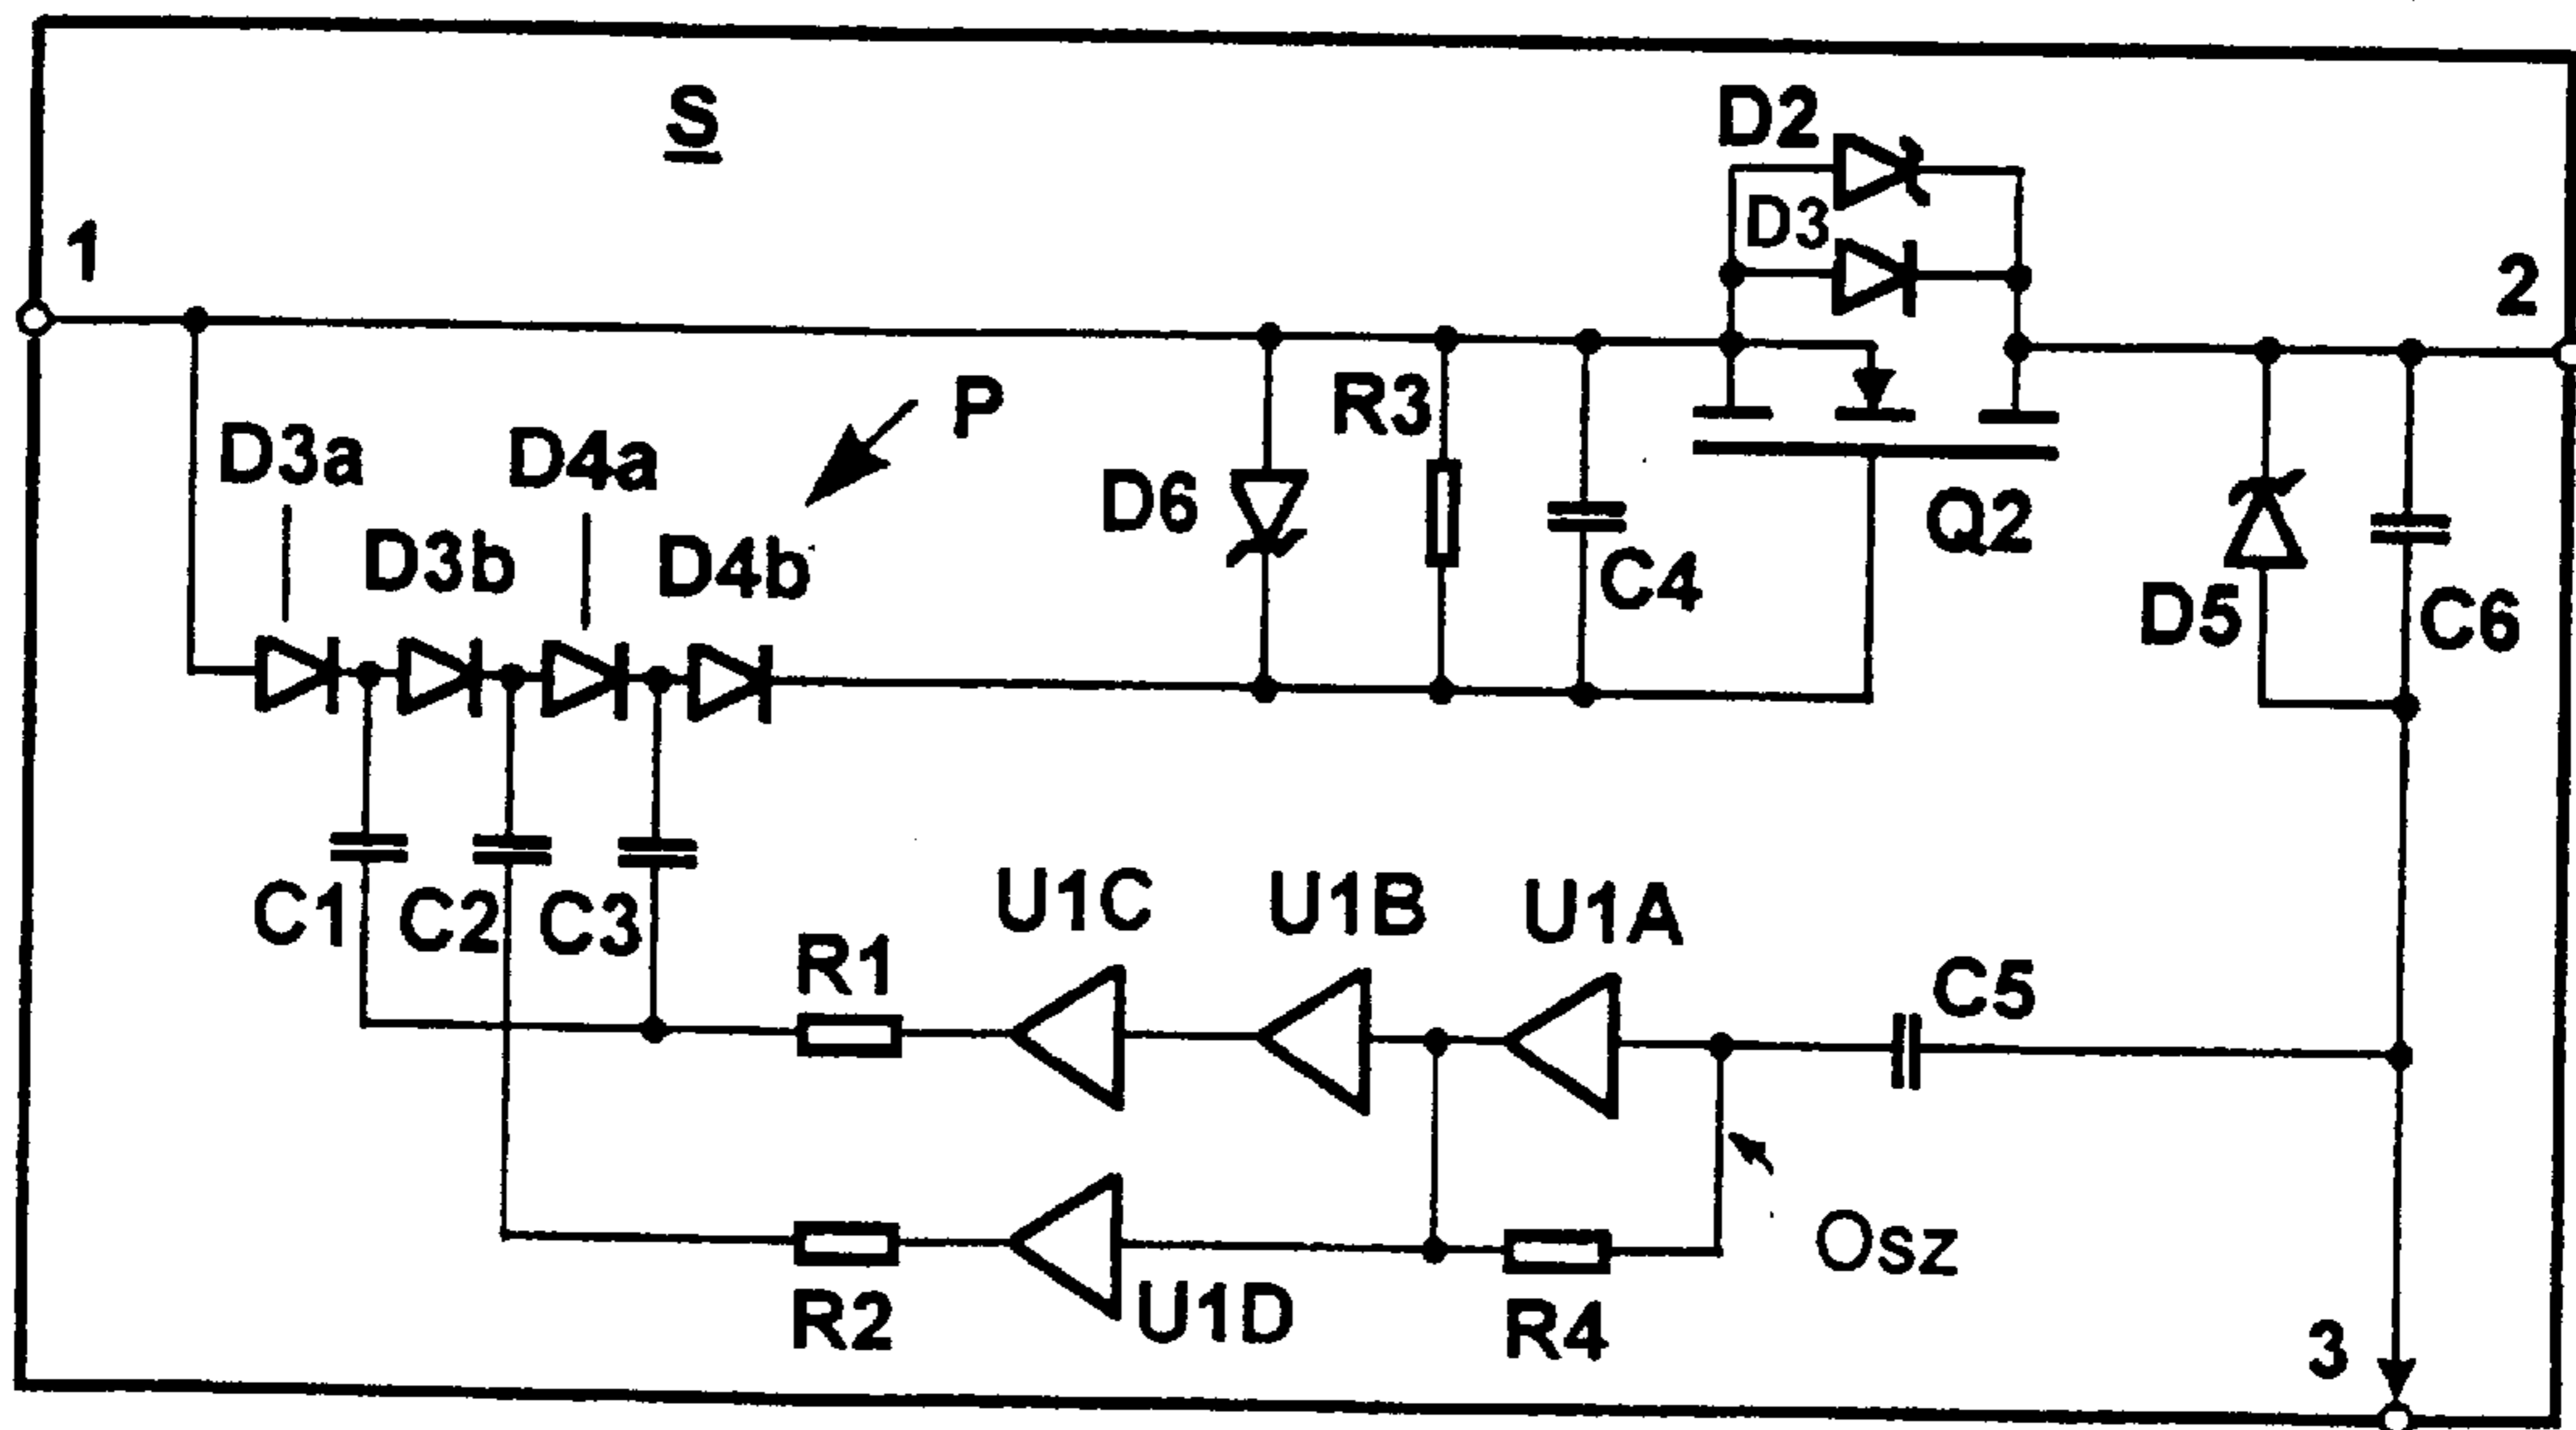 S
D2
D3
1
2
P
R3
D3a
D4a
D6
Q2
D3b
D4b
C4
D5
C6
C1
C2
C3
U1C
U1B
U1A
R1
C5
Osz
R2
U1D
R4
3